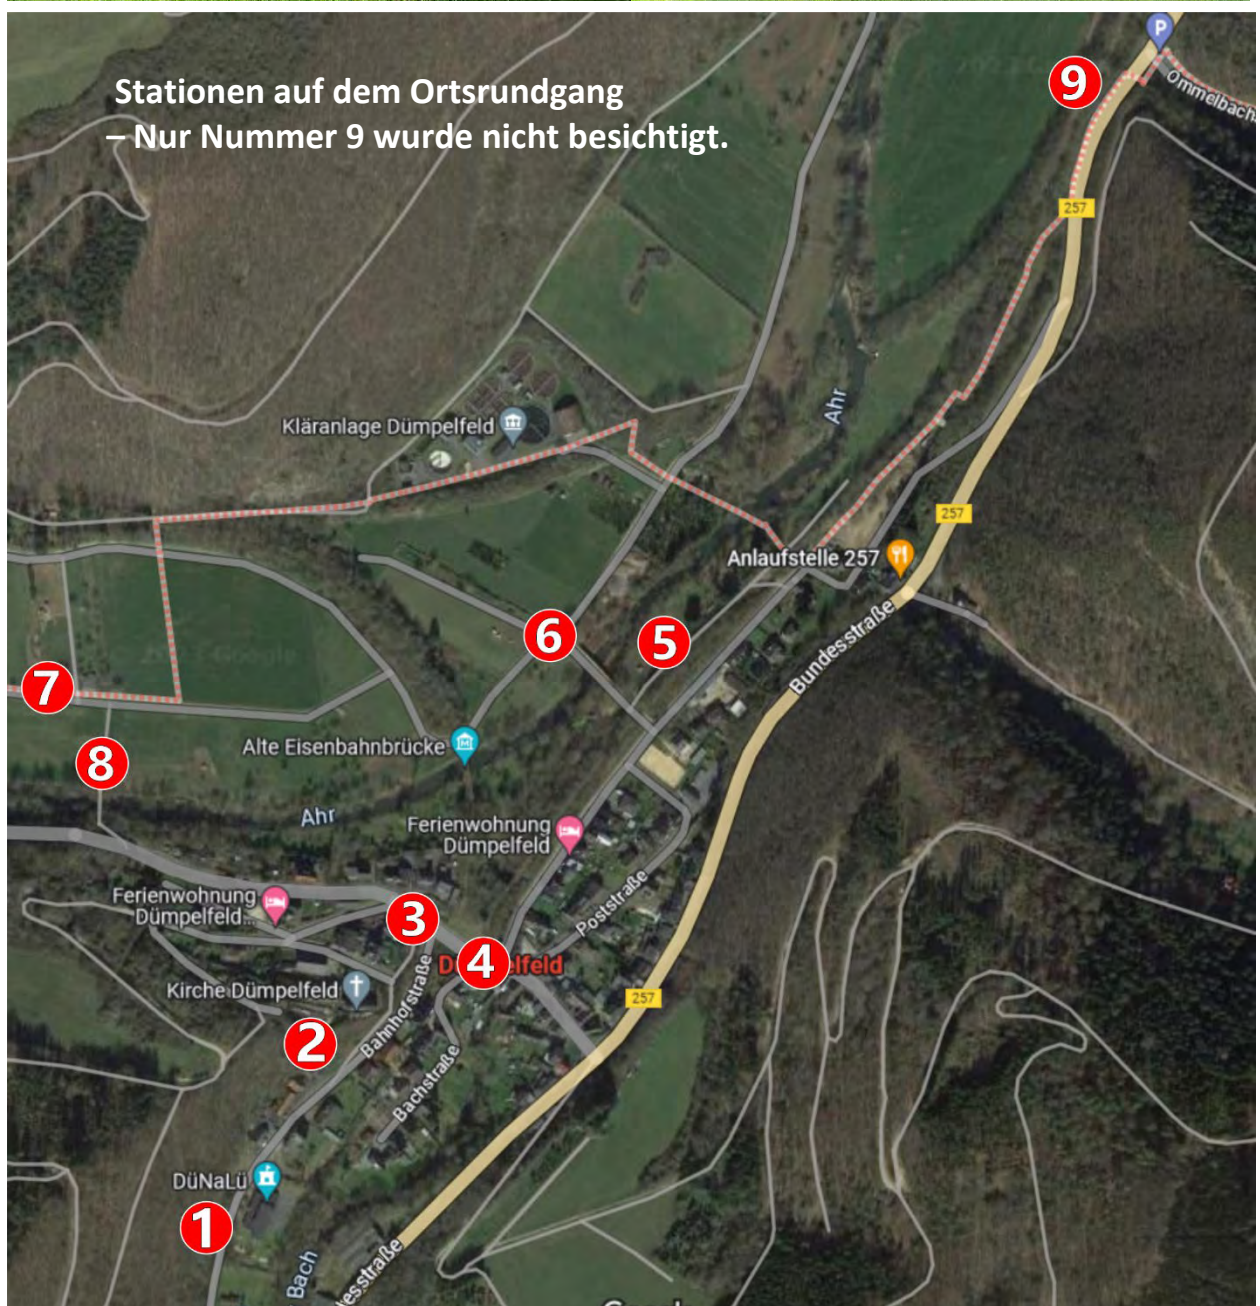 Stationen auf dem Ortsrundgang
– Nur Nummer 9 wurde nicht besichtigt.
P
9
257
Ahr
Kläranlage Dümpelfeld
257
Anlaufstelle 257
Bundesstraße
6
5
7
Alte Eisenbahnbrücke
8
Ahr
Ferienwohnung
Dümpelfeld
Ferienwohnung
Dümpelfeld...
Poststraße
3
4
Kirche Dümpelfeld
257
2
Bahnhofstraße
Bachstraße
DüNaLü
1
Bach